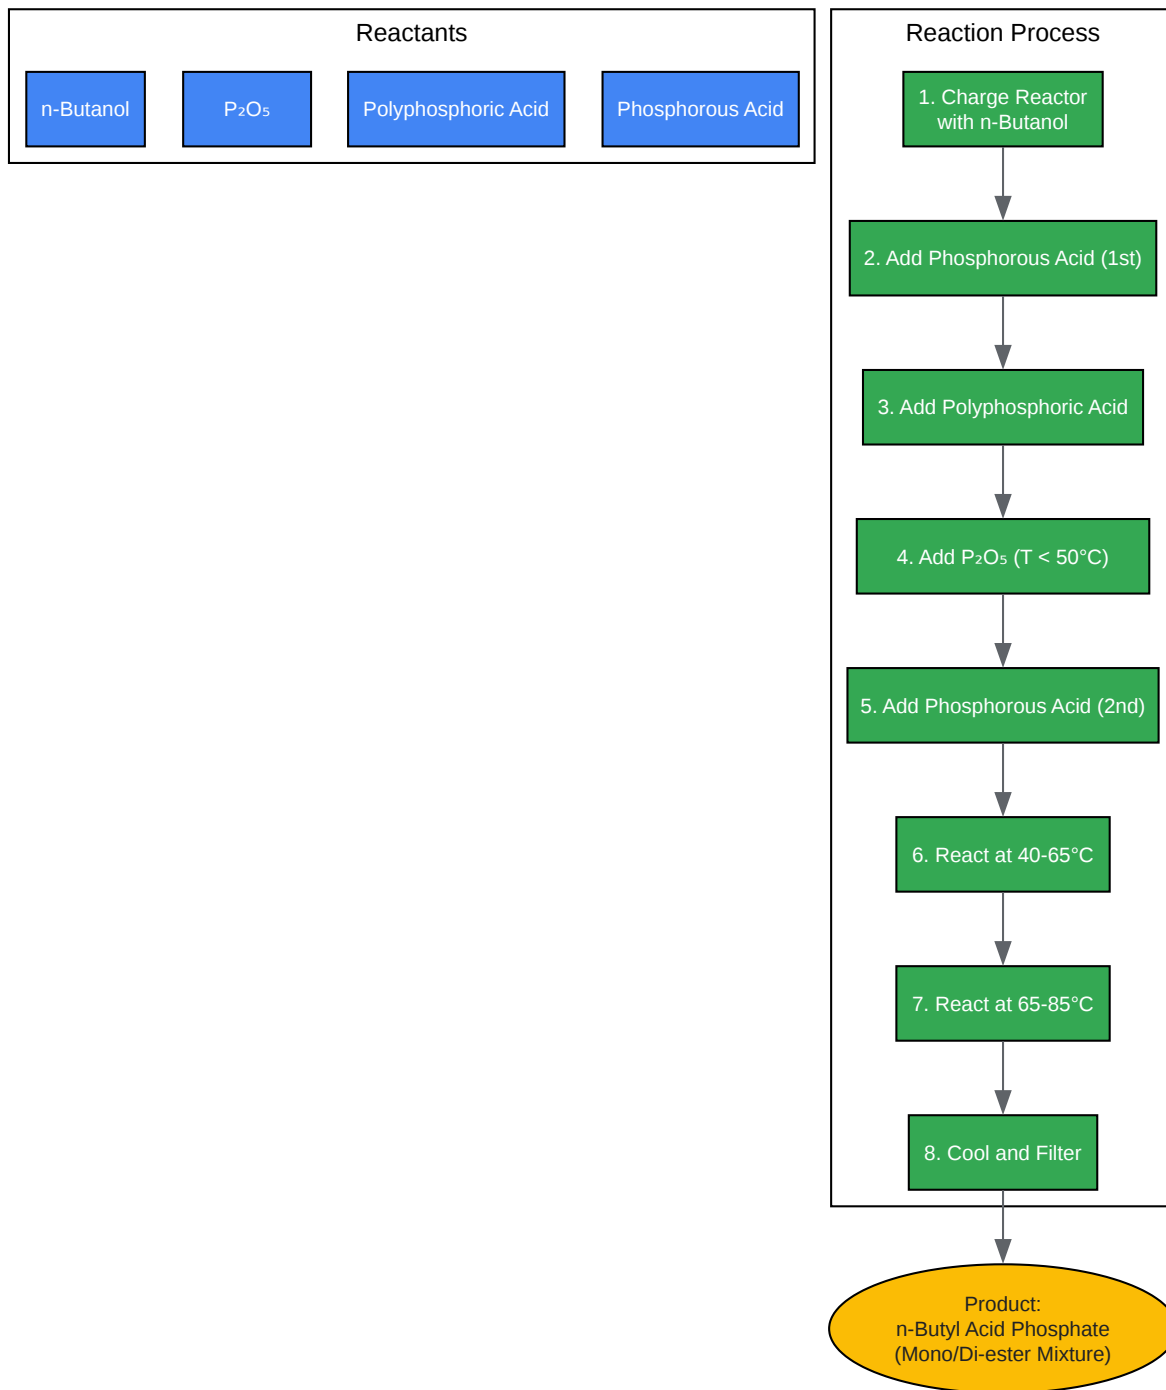 Reactants
n-Butanol
P₂O₅
Polyphosphoric Acid
Phosphorous Acid
Reaction Process
1. Charge Reactor
with n-Butanol
2. Add Phosphorous Acid (1st)
3. Add Polyphosphoric Acid
4. Add P₂O₅ (T < 50°C)
5. Add Phosphorous Acid (2nd)
6. React at 40-65°C
7. React at 65-85°C
8. Cool and Filter
Product:
n-Butyl Acid Phosphate
(Mono/Di-ester Mixture)